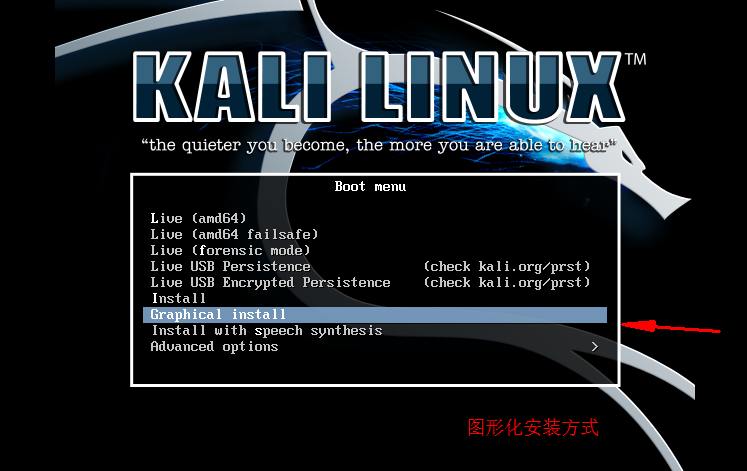 KALI LINUX™
“the quieter you become, the more you are able to hear”
Boot menu
Live (amd64)
Live (amd64 failsafe)
Live (forensic mode)
Live USB Persistence (check kali.org/prst)
Live USB Encrypted Persistence (check kali.org/prst)
Install
Graphical install
Install with speech synthesis
Advanced options >
图形化安装方式